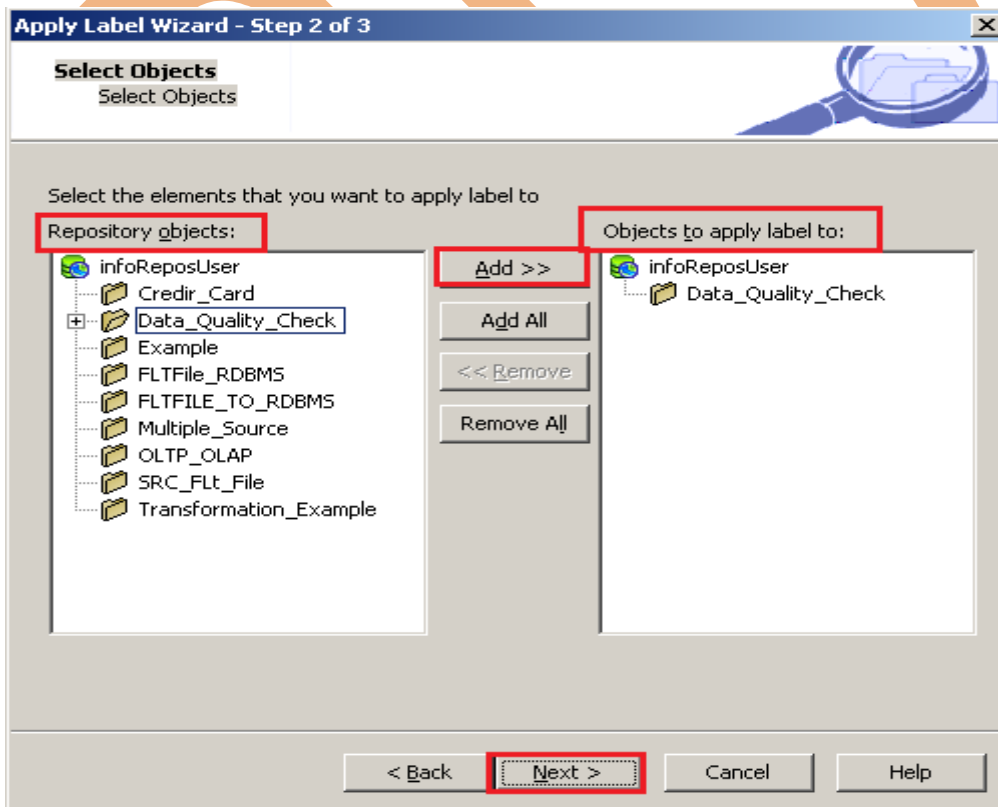 Apply Label Wizard - Step 2 of 3
Select Objects
Select Objects
Select the elements that you want to apply label to
Repository objects:
infoReposUser
Credir_Card
Data_Quality_Check
Example
FLTFile_RDBMS
FLTFILE_TO_RDBMS
Multiple_Source
OLTP_OLAP
SRC_FLt_File
Transformation_Example
Add >>
Add All
<< Remove
Remove All
Objects to apply label to:
infoReposUser
Data_Quality_Check
< Back
Next >
Cancel
Help